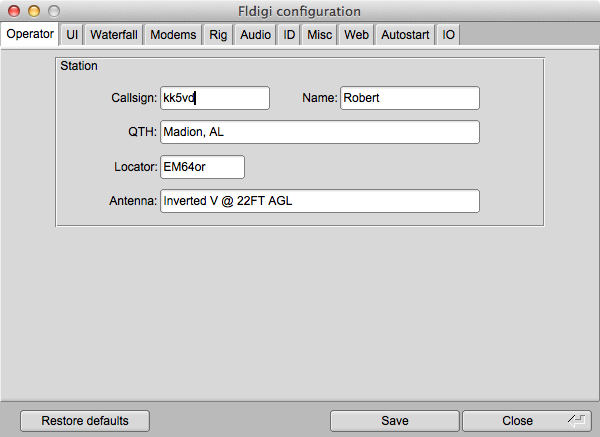 Fldigi configuration
Operator UI Waterfall Modems Rig Audio ID Misc Web Autostart IO
Station
Callsign: kk5vd Name: Robert
QTH: Madion, AL
Locator: EM64or
Antenna: Inverted V @ 22FT AGL
Restore defaults Save Close